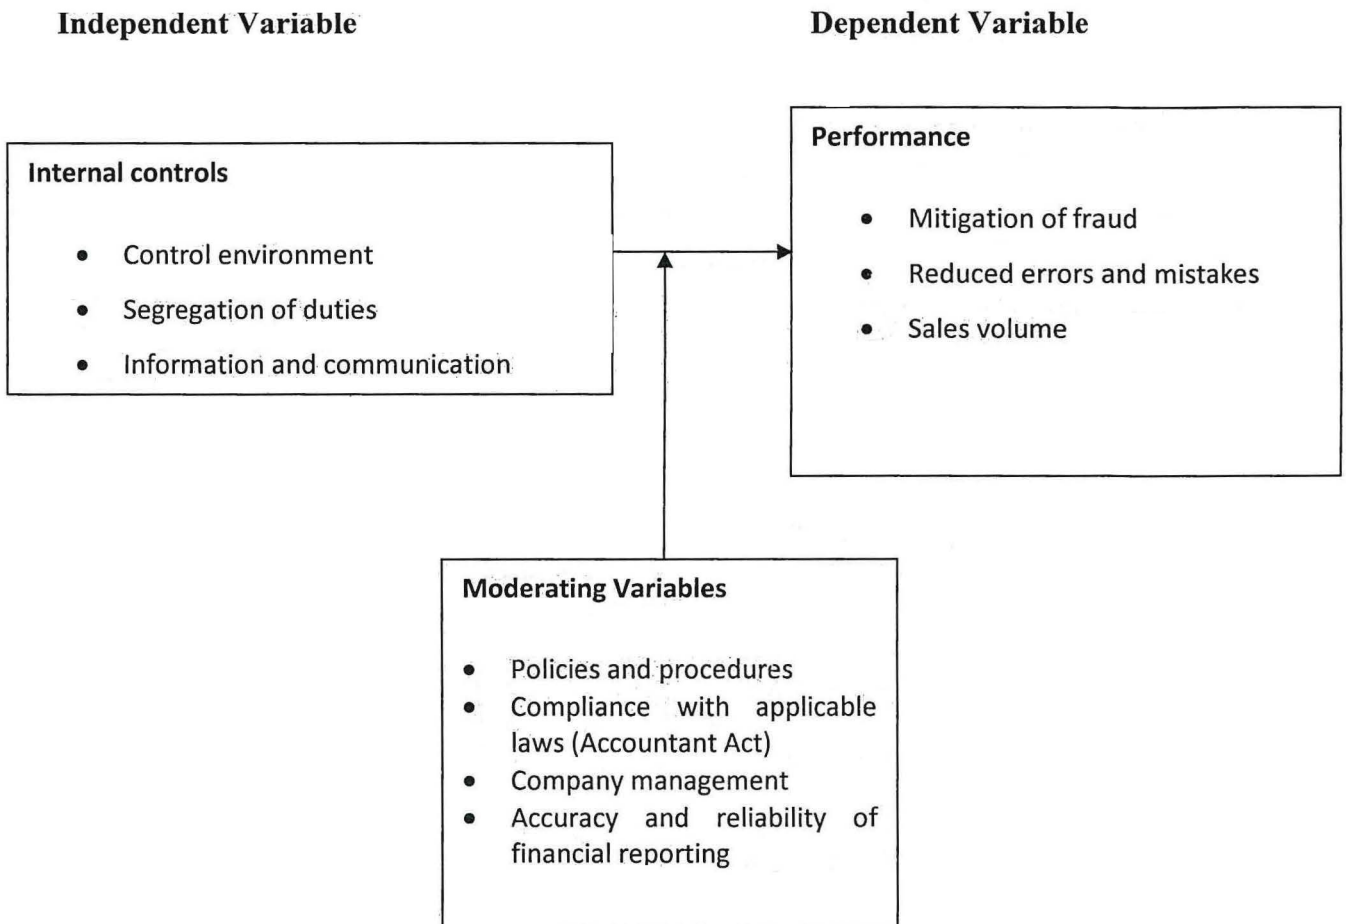 Independent Variable
Dependent Variable
Internal controls
• Control environment
• Segregation of duties
• Information and communication
Performance
• Mitigation of fraud
• Reduced errors and mistakes
• Sales volume
Moderating Variables
• Policies and procedures
• Compliance with applicable
laws (Accountant Act)
• Company management
• Accuracy and reliability of
financial reporting